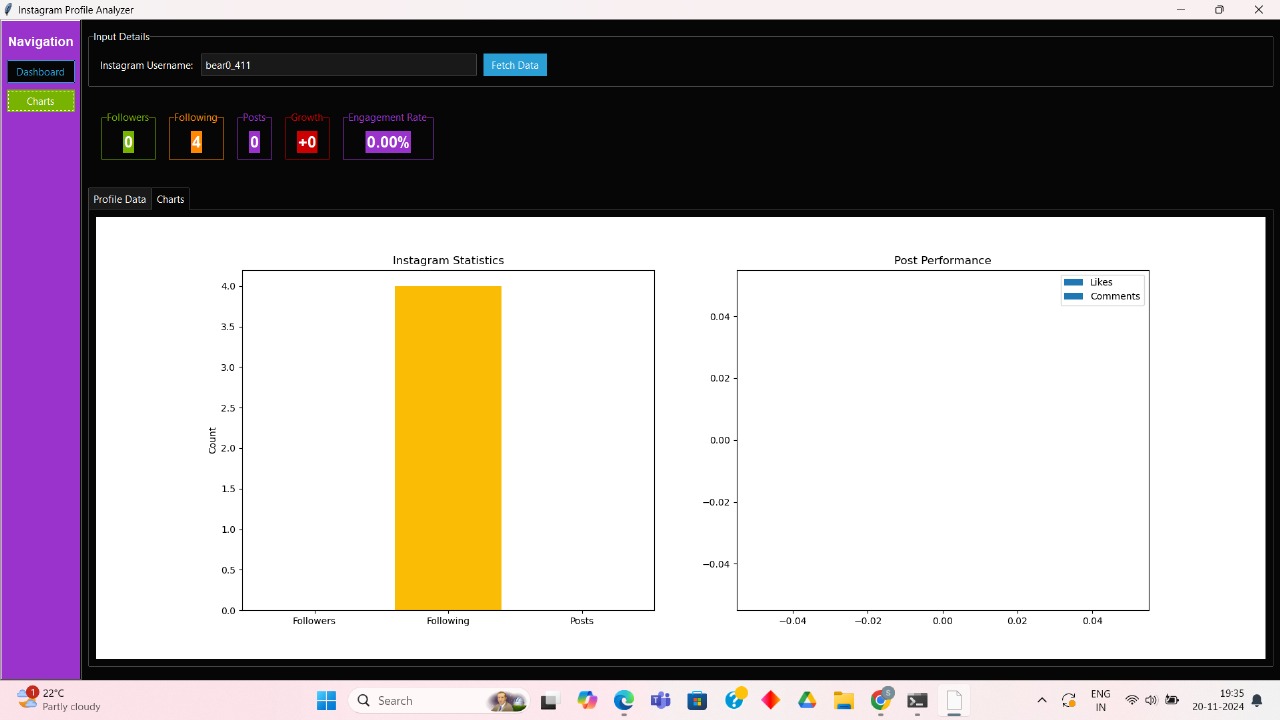 Instagram Profile Analyzer
Navigation
Dashboard
Charts
Input Details
Instagram Username: bear0_411 Fetch Data
Followers Following Posts Growth Engagement Rate
0 4 0 +0 0.00%
Profile Data Charts
Instagram Statistics
Count
4.0
3.5
3.0
2.5
2.0
1.5
1.0
0.5
0.0
Followers Following Posts
Post Performance
Likes
Comments
0.04
0.02
0.00
−0.02
−0.04
−0.04 −0.02 0.00 0.02 0.04
1
22°C
Partly cloudy
Search
S
ENG
IN
19:35
20-11-2024